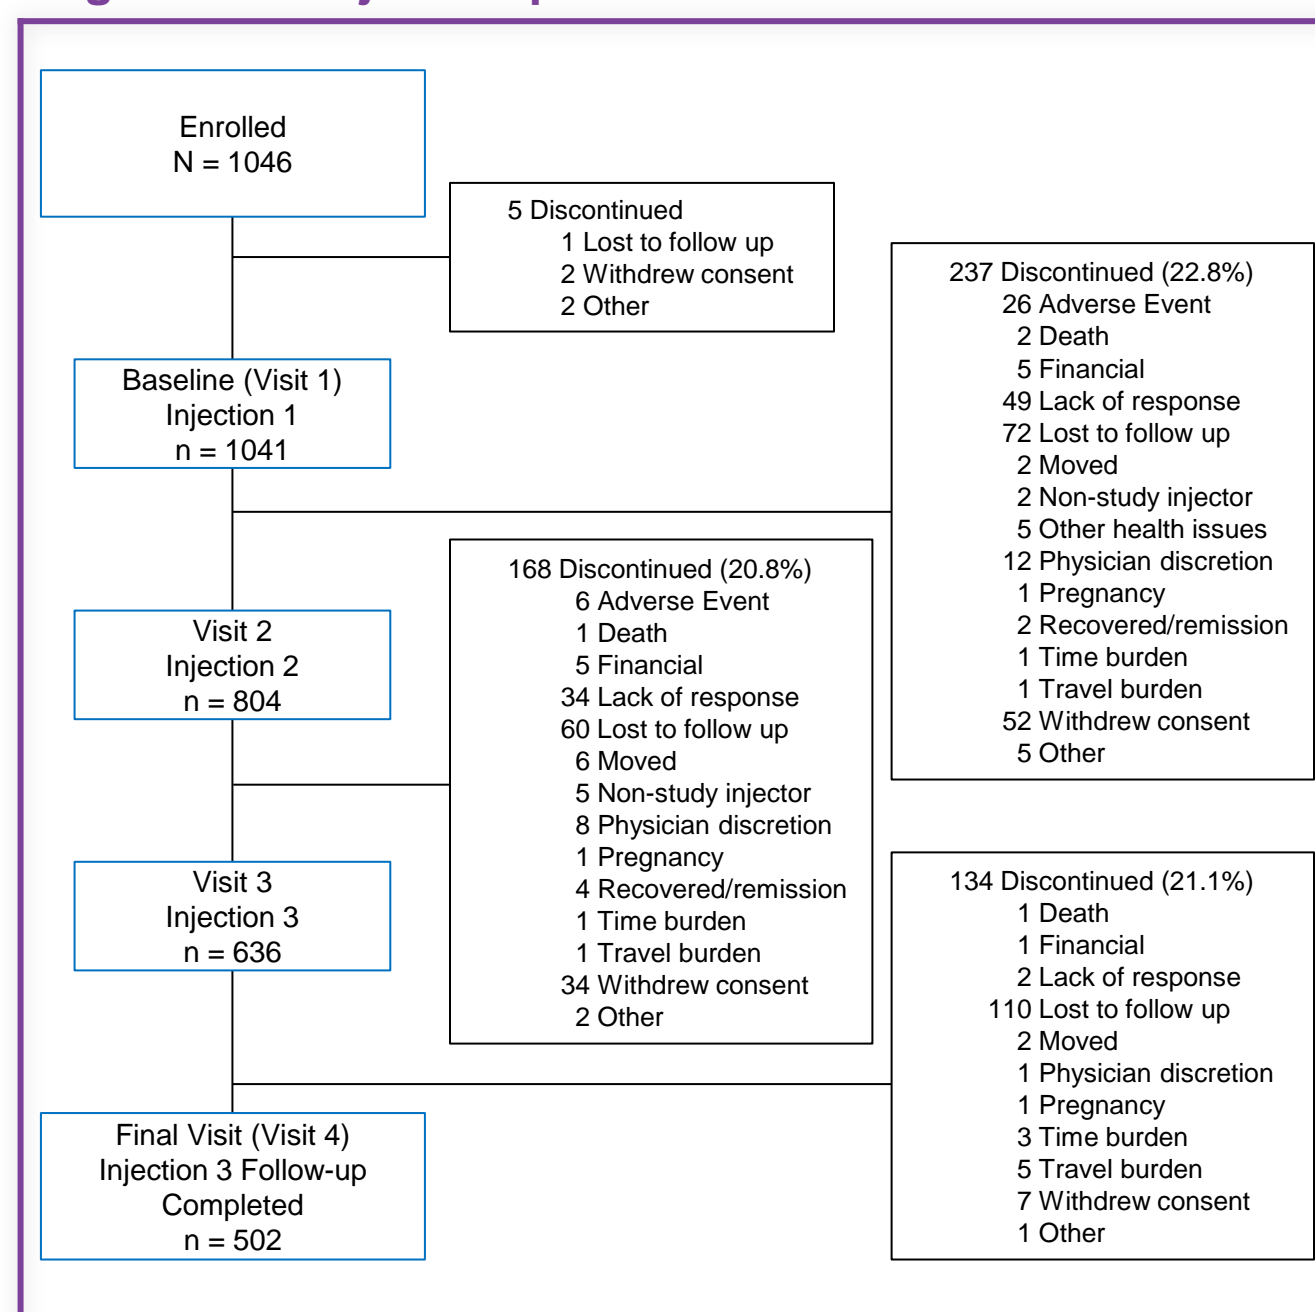 Enrolled
N = 1046
5 Discontinued
1 Lost to follow up
2 Withdrew consent
2 Other
237 Discontinued (22.8%)
26 Adverse Event
2 Death
5 Financial
49 Lack of response
72 Lost to follow up
2 Moved
2 Non-study injector
5 Other health issues
12 Physician discretion
1 Pregnancy
2 Recovered/remission
1 Time burden
1 Travel burden
52 Withdrew consent
5 Other
Baseline (Visit 1)
Injection 1
n = 1041
168 Discontinued (20.8%)
6 Adverse Event
1 Death
5 Financial
34 Lack of response
60 Lost to follow up
6 Moved
5 Non-study injector
8 Physician discretion
1 Pregnancy
4 Recovered/remission
1 Time burden
1 Travel burden
34 Withdrew consent
2 Other
Visit 2
Injection 2
n = 804
Visit 3
Injection 3
n = 636
134 Discontinued (21.1%)
1 Death
1 Financial
2 Lack of response
110 Lost to follow up
2 Moved
1 Physician discretion
1 Pregnancy
3 Time burden
5 Travel burden
7 Withdrew consent
1 Other
Final Visit (Visit 4)
Injection 3 Follow-up
Completed
n = 502